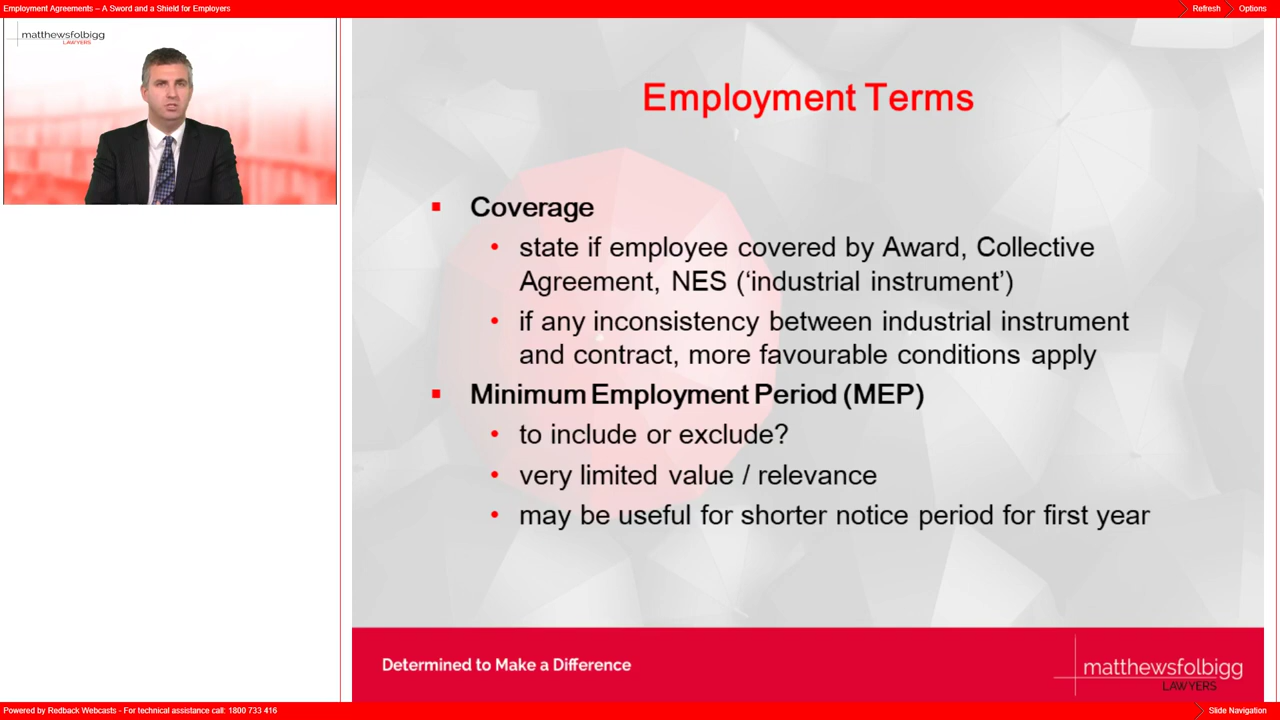 Employment Agreements – A Sword and a Shield for Employers
Refresh
Options
matthewsfolbigg
LAWYERS
Employment Terms
Coverage
state if employee covered by Award, Collective
Agreement, NES (‘industrial instrument’)
if any inconsistency between industrial instrument
and contract, more favourable conditions apply
Minimum Employment Period (MEP)
to include or exclude?
very limited value / relevance
may be useful for shorter notice period for first year
Determined to Make a Difference
matthewsfolbigg
LAWYERS
Powered by Redback Webcasts - For technical assistance call: 1800 733 416
Slide Navigation